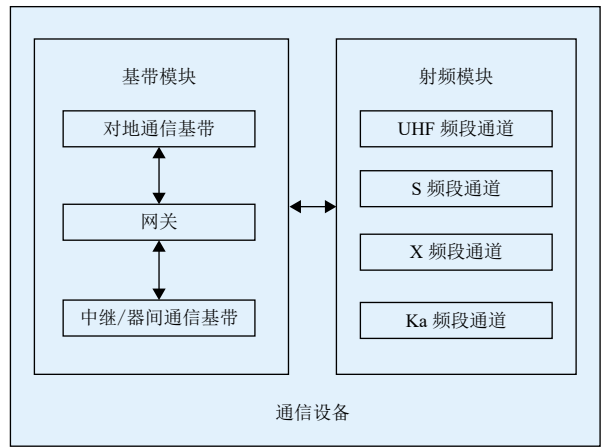 基带模块
对地通信基带
网关
中继/器间通信基带
射频模块
UHF 频段通道
S 频段通道
X 频段通道
Ka 频段通道
通信设备